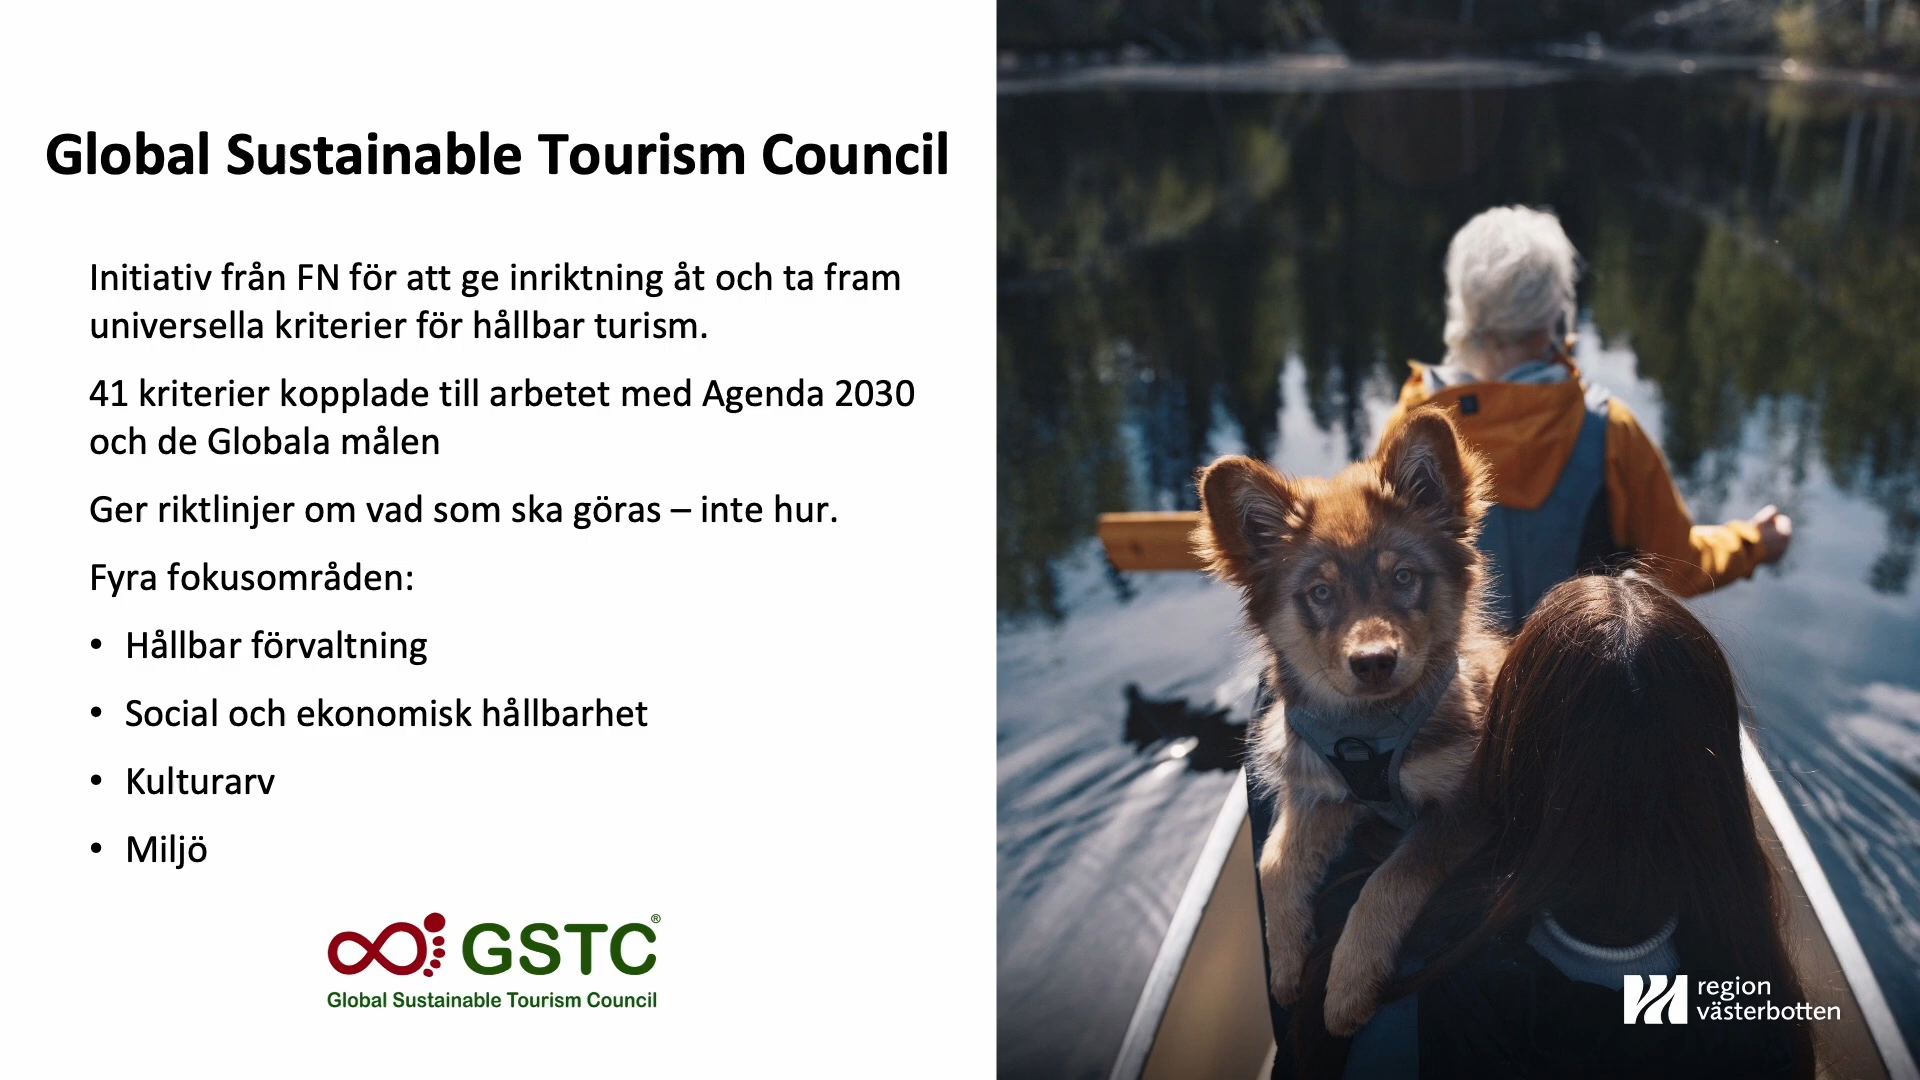 Global Sustainable Tourism Council
Initiativ från FN för att ge inriktning åt och ta fram
universella kriterier för hållbar turism.
41 kriterier kopplade till arbetet med Agenda 2030
och de Globala målen
Ger riktlinjer om vad som ska göras – inte hur.
Fyra fokusområden:
• Hållbar förvaltning
• Social och ekonomisk hållbarhet
• Kulturarv
• Miljö
GSTC®
Global Sustainable Tourism Council
region
västerbotten